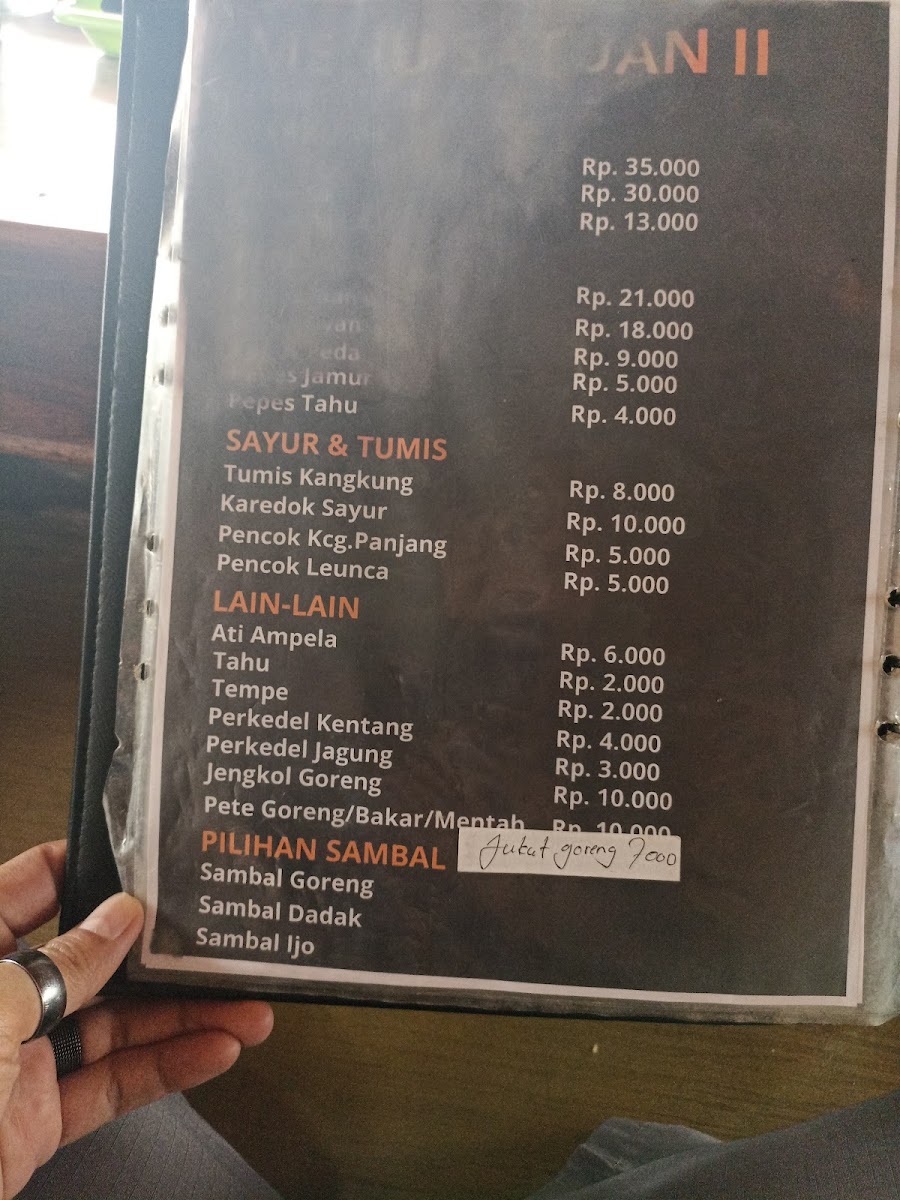 II
Rp. 35.000
Rp. 30.000
Rp. 13.000
Rp. 21.000
Rp. 18.000
Rp. 9.000
Jamur Rp. 5.000
Pepes Tahu Rp. 4.000
SAYUR & TUMIS
Tumis Kangkung Rp. 8.000
Karedok Sayur Rp. 10.000
Pencok Kcg.Panjang Rp. 5.000
Pencok Leunca Rp. 5.000
LAIN-LAIN
Ati Ampela Rp. 6.000
Tahu Rp. 2.000
Tempe Rp. 2.000
Perkedel Kentang Rp. 4.000
Perkedel Jagung Rp. 3.000
Jengkol Goreng Rp. 10.000
Pete Goreng/Bakar/Mentah Rp. 10.000
PILIHAN SAMBAL Jukut goreng 7000
Sambal Goreng
Sambal Dadak
Sambal Ijo